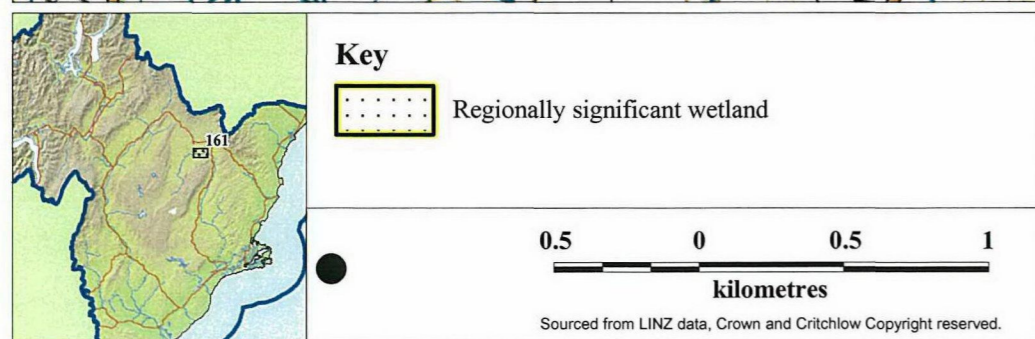 Key
Regionally significant wetland
161
0.5 0 0.5 1
kilometres
Sourced from LINZ data, Crown and Critchlow Copyright reserved.